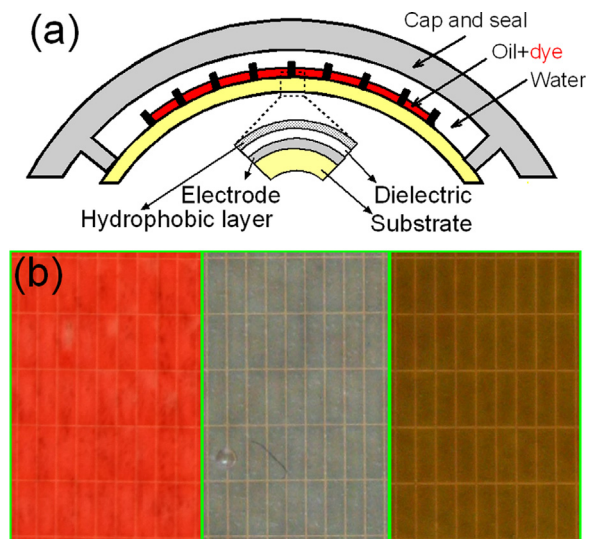 (a)
Cap and seal
Oil+dye
Water
Electrode
Dielectric
Hydrophobic layer
Substrate
(b)